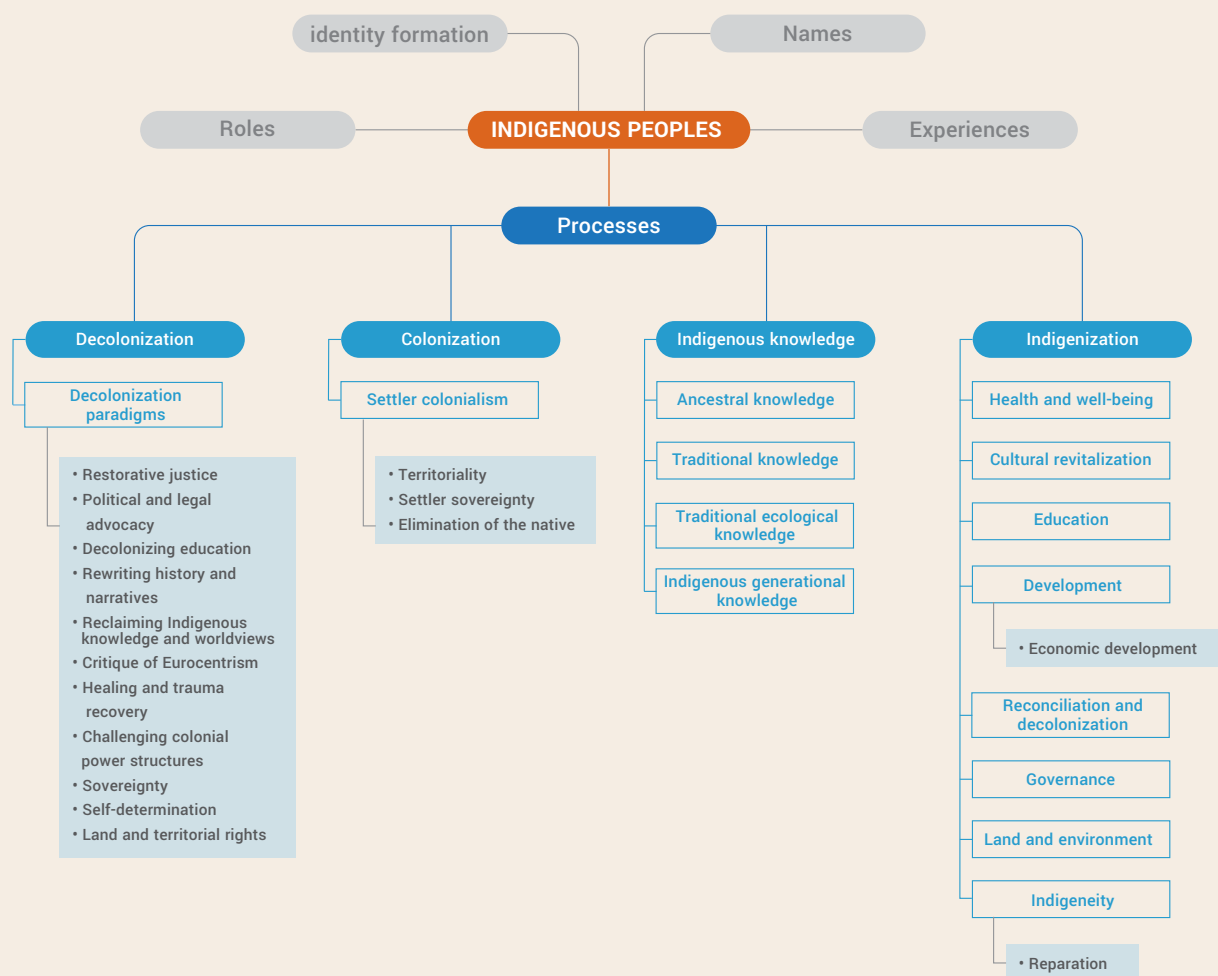 identity formation
Names
Roles
INDIGENOUS PEOPLES
Experiences
Processes
Decolonization
Decolonization
paradigms
• Restorative justice
• Political and legal
advocacy
• Decolonizing education
• Rewriting history and
narratives
• Reclaiming Indigenous
knowledge and worldviews
• Critique of Eurocentrism
• Healing and trauma
recovery
• Challenging colonial
power structures
• Sovereignty
• Self-determination
• Land and territorial rights
Colonization
Settler colonialism
• Territoriality
• Settler sovereignty
• Elimination of the native
Indigenous knowledge
Ancestral knowledge
Traditional knowledge
Traditional ecological
knowledge
Indigenous generational
knowledge
Indigenization
Health and well-being
Cultural revitalization
Education
Development
• Economic development
Reconciliation and
decolonization
Governance
Land and environment
Indigeneity
• Reparation